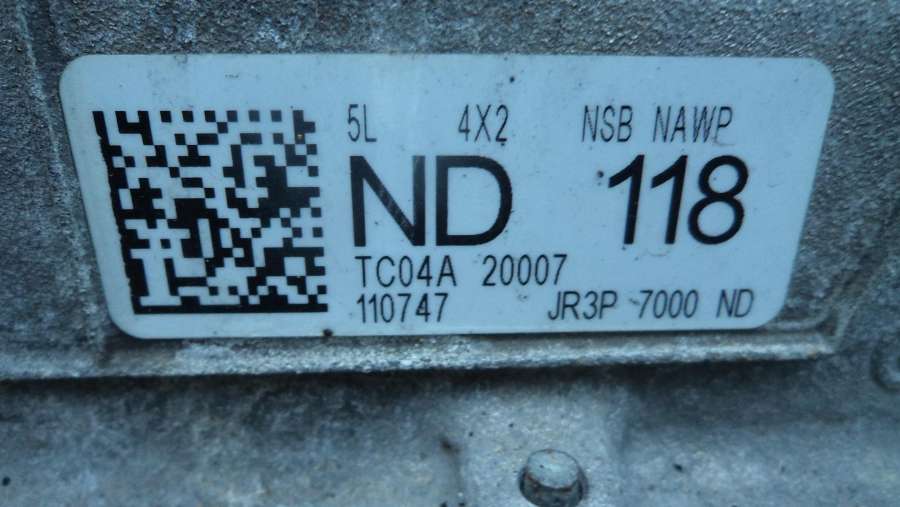 5L 4X2 NSB NAWP
ND 118
TC04A 20007
110747 JR3P 7000 ND